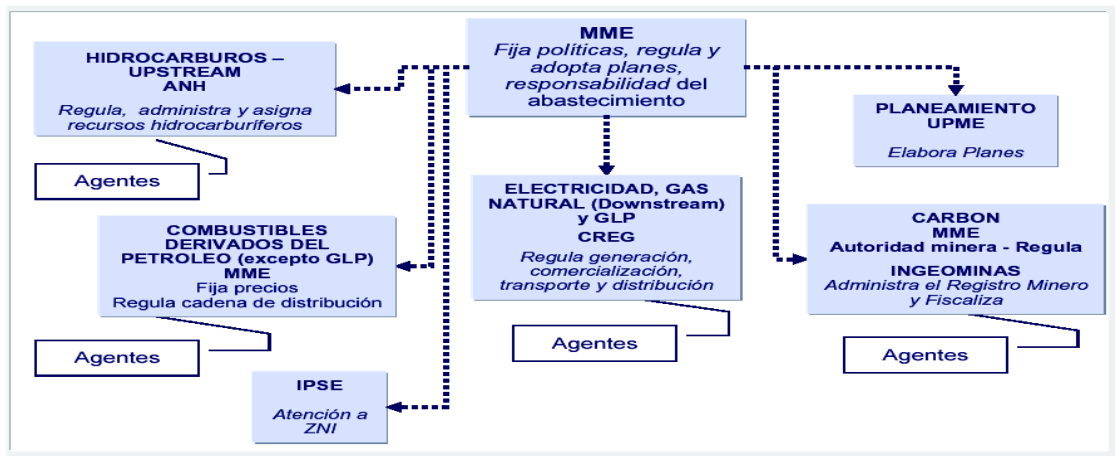 MME
Fija políticas, regula y
adopta planes,
responsabilidad del
abastecimiento
HIDROCARBUROS –
UPSTREAM
ANH
Regula, administra y asigna
recursos hidrocarburíferos
Agentes
PLANEAMIENTO
UPME
Elabora Planes
COMBUSTIBLES
DERIVADOS DEL
PETROLEO (excepto GLP)
MME
Fija precios
Regula cadena de distribución
Agentes
ELECTRICIDAD, GAS
NATURAL (Downstream)
y GLP
CREG
Regula generación,
comercialización,
transporte y distribución
Agentes
CARBON
MME
Autoridad minera - Regula
INGEOMINAS
Administra el Registro Minero
y Fiscaliza
Agentes
IPSE
Atención a
ZNI